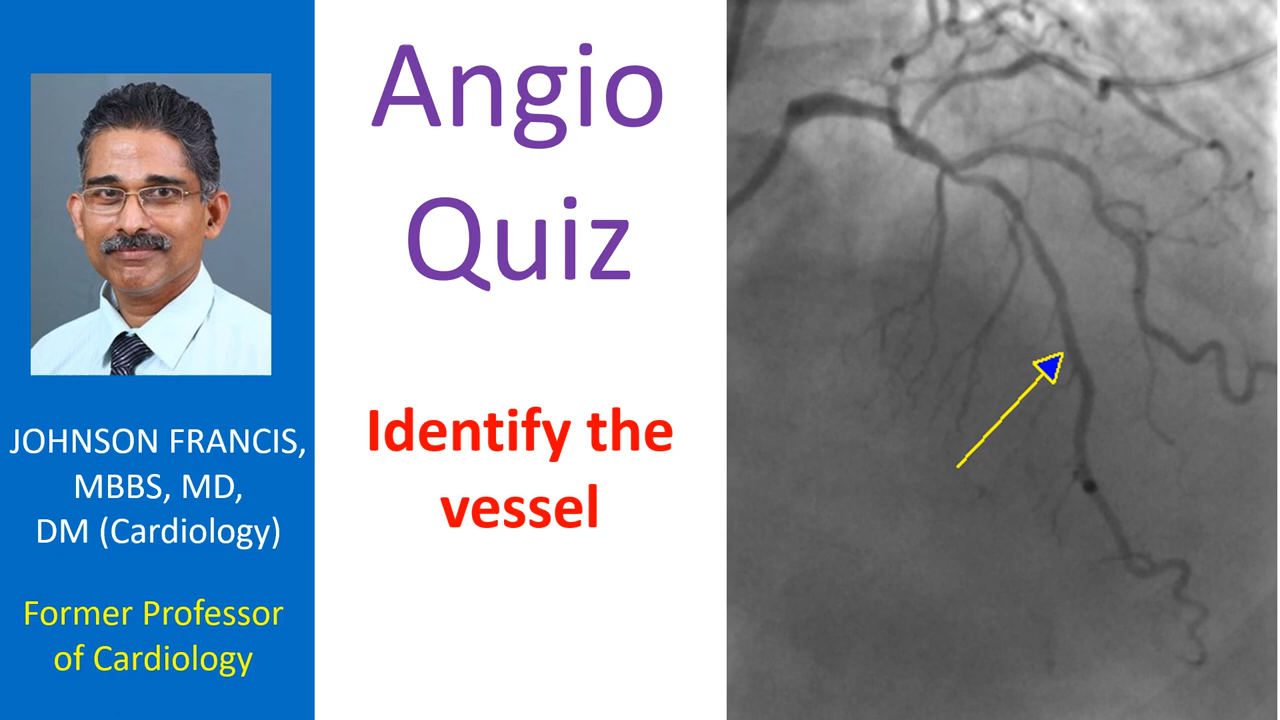 JOHNSON FRANCIS,
MBBS, MD,
DM (Cardiology)
Former Professor
of Cardiology
Angio
Quiz
Identify the
vessel